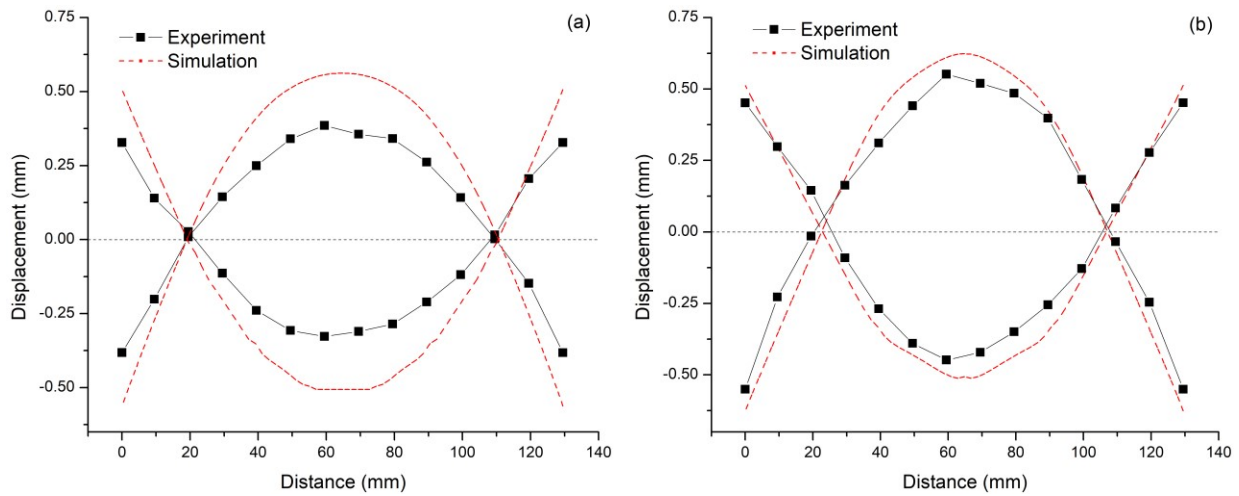 (a)
Experiment
Simulation
0.75
0.50
0.25
0.00
-0.25
-0.50
Displacement (mm)
0 20 40 60 80 100 120 140
Distance (mm)
(b)
Experiment
Simulation
0.75
0.50
0.25
0.00
-0.25
-0.50
Displacement (mm)
0 20 40 60 80 100 120 140
Distance (mm)